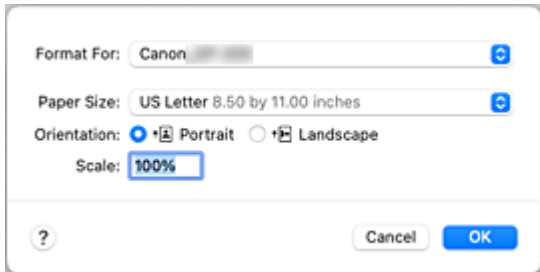 Format For: Canon
Paper Size: US Letter 8.50 by 11.00 inches
Orientation: Portrait Landscape
Scale: 100%
? Cancel OK